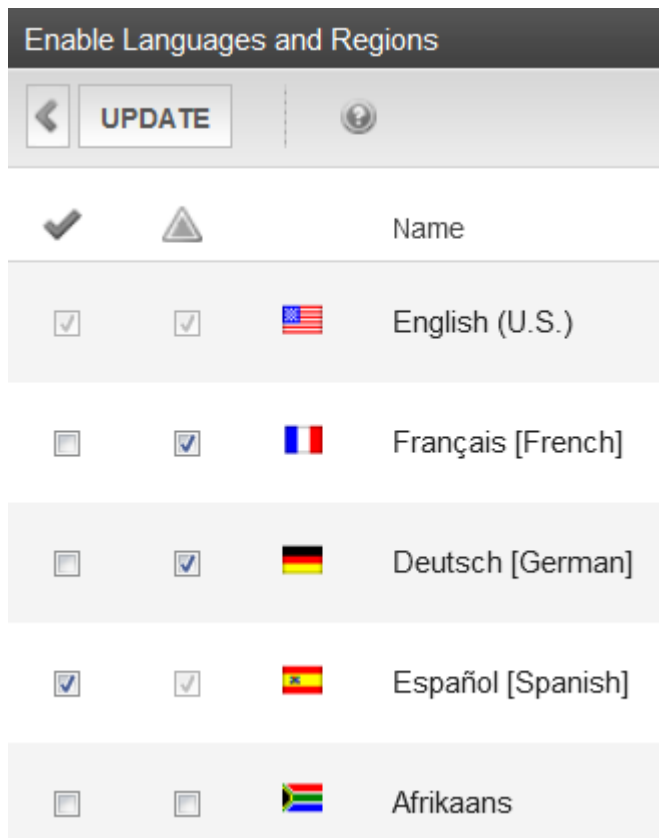 Enable Languages and Regions
UPDATE
Name
English (U.S.)
Français [French]
Deutsch [German]
Español [Spanish]
Afrikaans